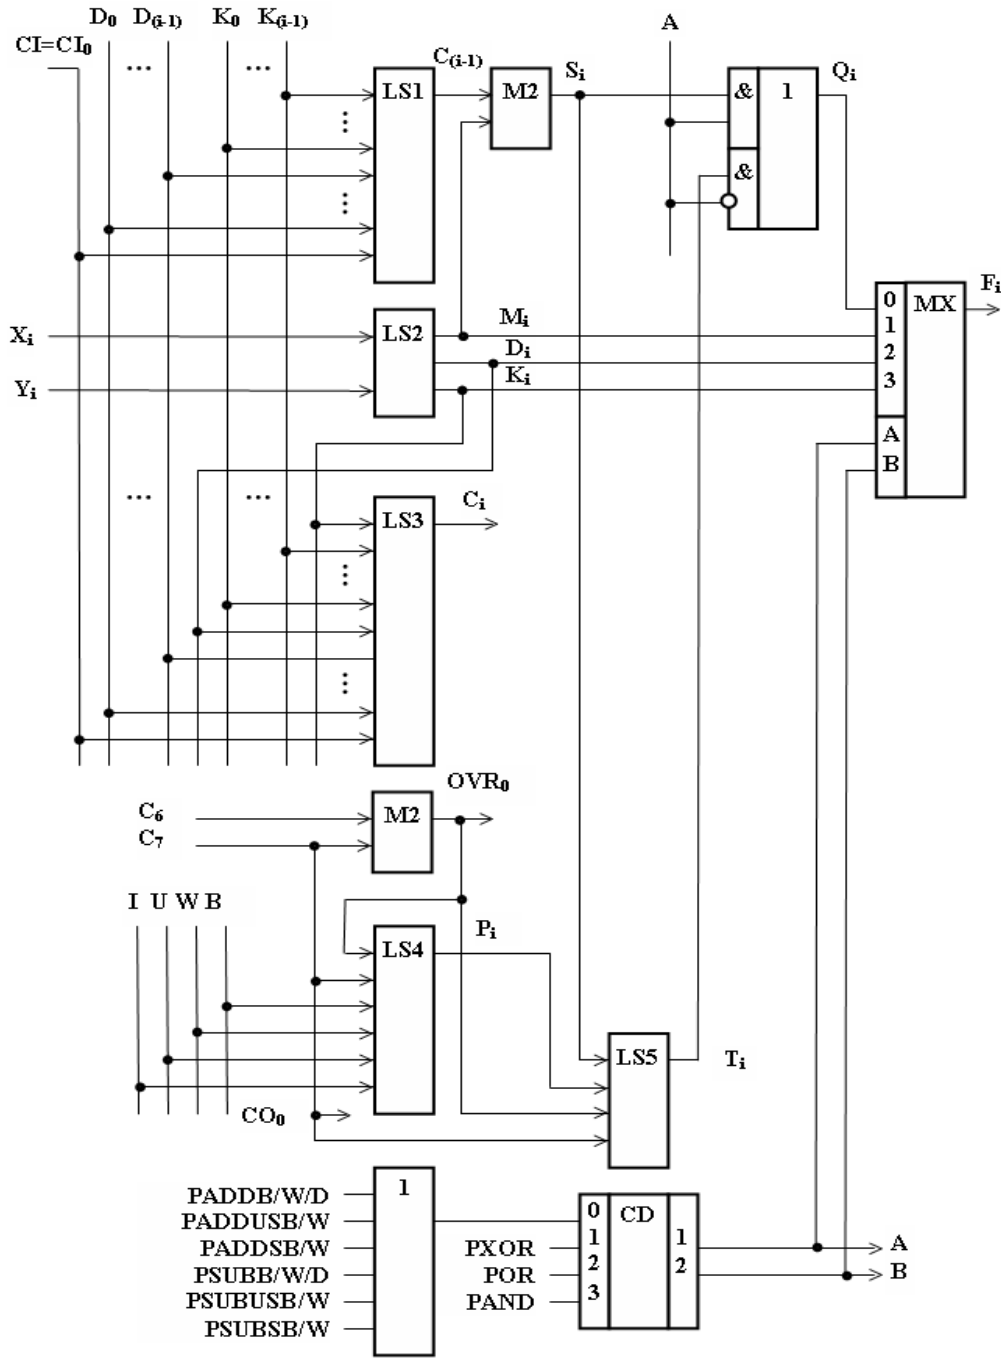 D₀ D₍ᵢ₋₁₎ K₀ K₍ᵢ₋₁₎ A
CI=CI₀ ... ... C₍ᵢ₋₁₎ Sᵢ Qᵢ
LS1 M2 & 1
...
&
...
Fᵢ
0 MX
Xᵢ LS2 Mᵢ 1
Dᵢ 2
Yᵢ Kᵢ 3
A
B
... ... LS3 Cᵢ
...
...
OVR₀
C₆ M2
C₇
I U W B
LS4 Pᵢ
LS5 Tᵢ
CO₀
PADDB/W/D 1 0 CD
PADDUSB/W 1 1
PADDSB/W PXOR 2 2 A
PSUBB/W/D POR 3 B
PSUBUSB/W PAND
PSUBSB/W